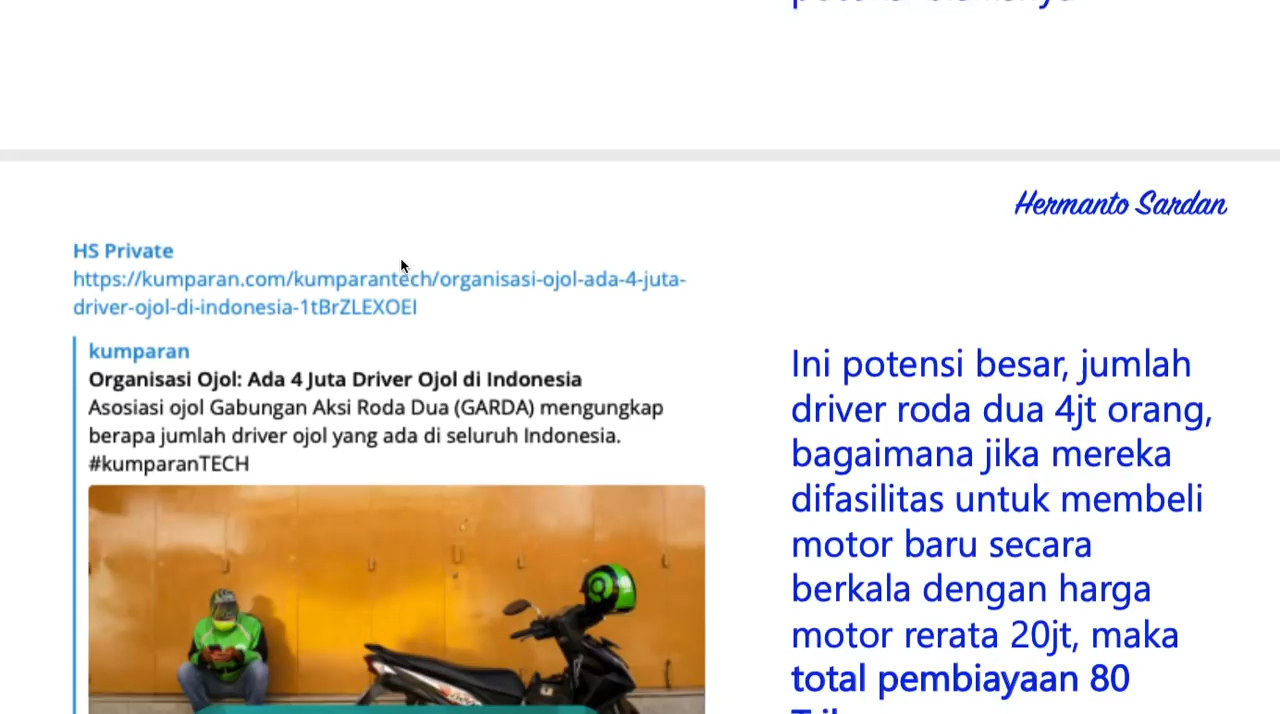 Hermanto Sardan
HS Private
https://kumparan.com/kumparantech/organisasi-ojol-ada-4-juta-
driver-ojol-di-indonesia-1tBrZLEXOEI
kumparan
Organisasi Ojol: Ada 4 Juta Driver Ojol di Indonesia
Asosiasi ojol Gabungan Aksi Roda Dua (GARDA) mengungkap
berapa jumlah driver ojol yang ada di seluruh Indonesia.
#kumparanTECH
Ini potensi besar, jumlah
driver roda dua 4jt orang,
bagaimana jika mereka
difasilitas untuk membeli
motor baru secara
berkala dengan harga
motor rerata 20jt, maka
total pembiayaan 80